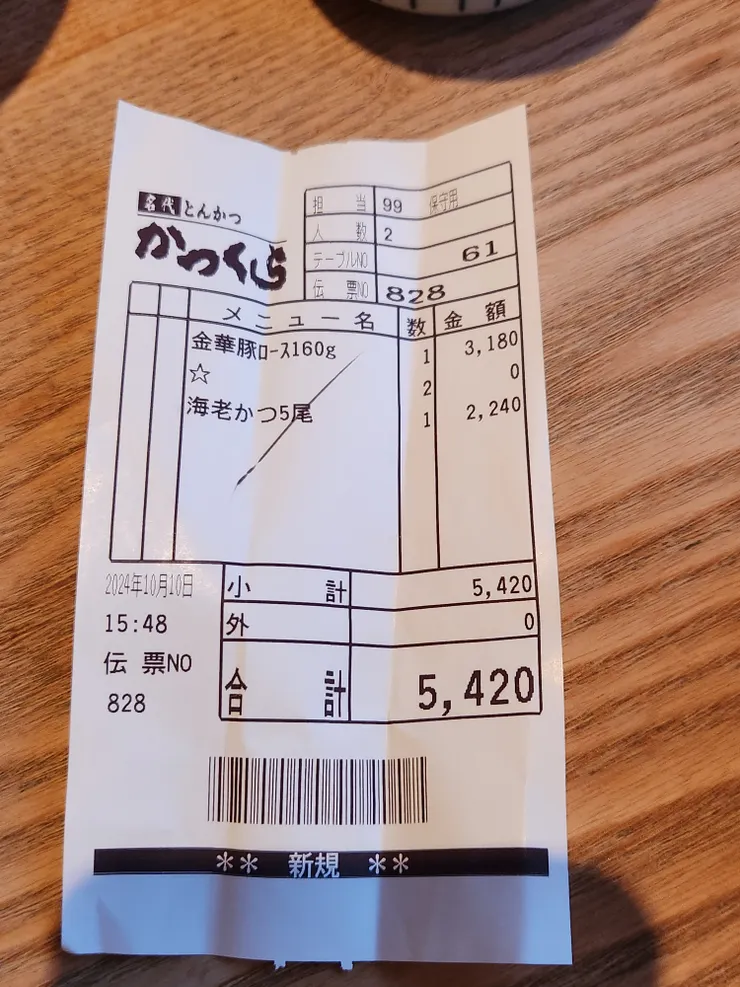 名代 とんかつ
かつくら
担 当 99 保守用
人 数 2
テーブルNO 61
伝 票NO 828
メニュー名 数 金 額
金華豚ロース160g 1 3,180
☆ 2 0
海老かつ5尾 1 2,240
2024年10月10日
15:48
伝 票NO
828
小 計 5,420
外 0
合 計 5,420
** 新規 **